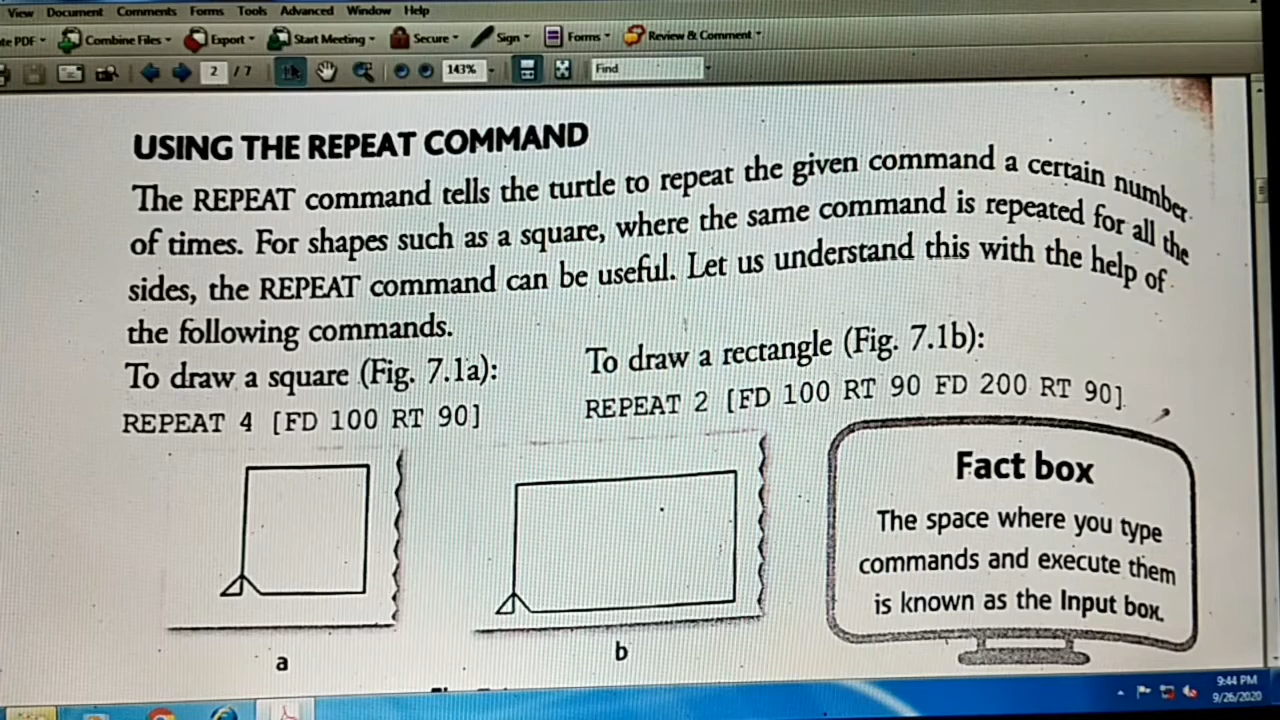 View Document Comments Forms Tools Advanced Window Help
te PDF Combine Files Export Start Meeting Secure Sign Forms Review & Comment
2 / 7 143% Find
USING THE REPEAT COMMAND
The REPEAT command tells the turtle to repeat the given command a certain number
of times. For shapes such as a square, where the same command is repeated for all the
sides, the REPEAT command can be useful. Let us understand this with the help of
the following commands.
To draw a square (Fig. 7.1a):
REPEAT 4 [FD 100 RT 90]
To draw a rectangle (Fig. 7.1b):
REPEAT 2 [FD 100 RT 90 FD 200 RT 90]
a
b
Fact box
The space where you type
commands and execute them
is known as the Input box.
9:44 PM
9/26/2020